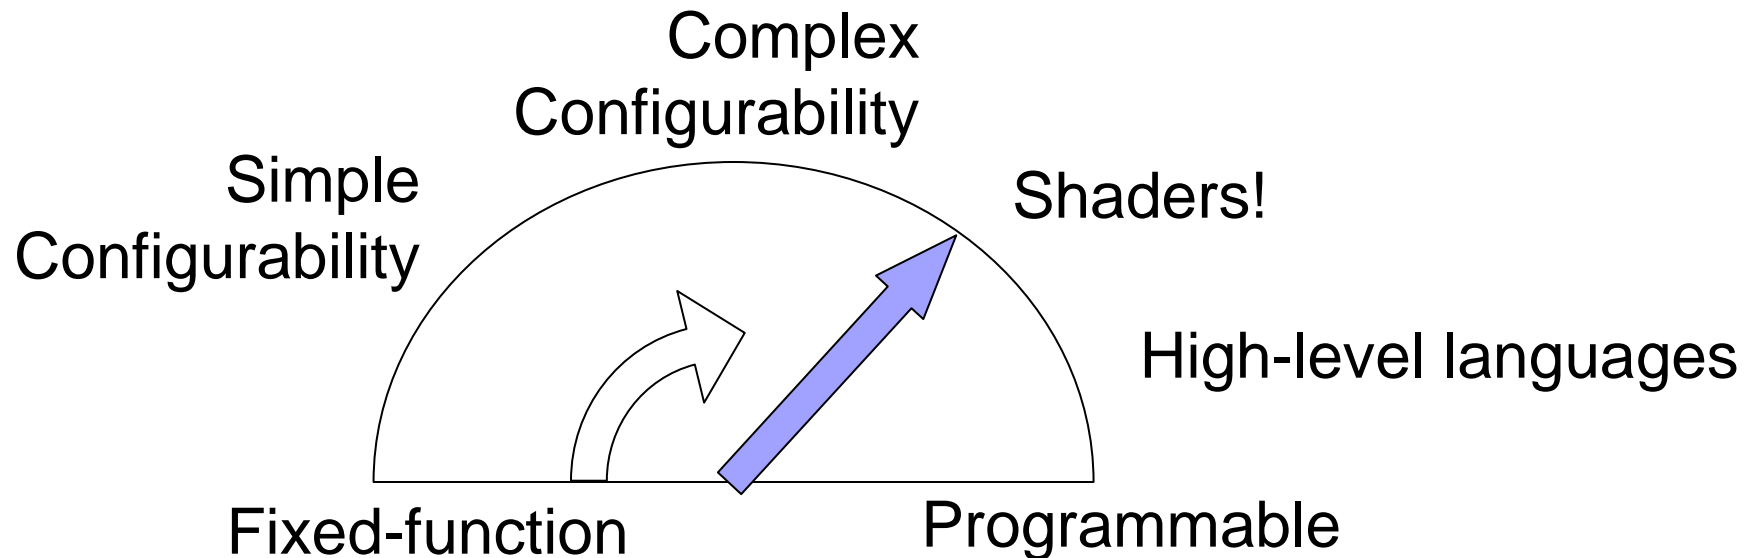 Complex
Configurability
Simple
Configurability
Shaders!
High-level languages
Fixed-function
Programmable